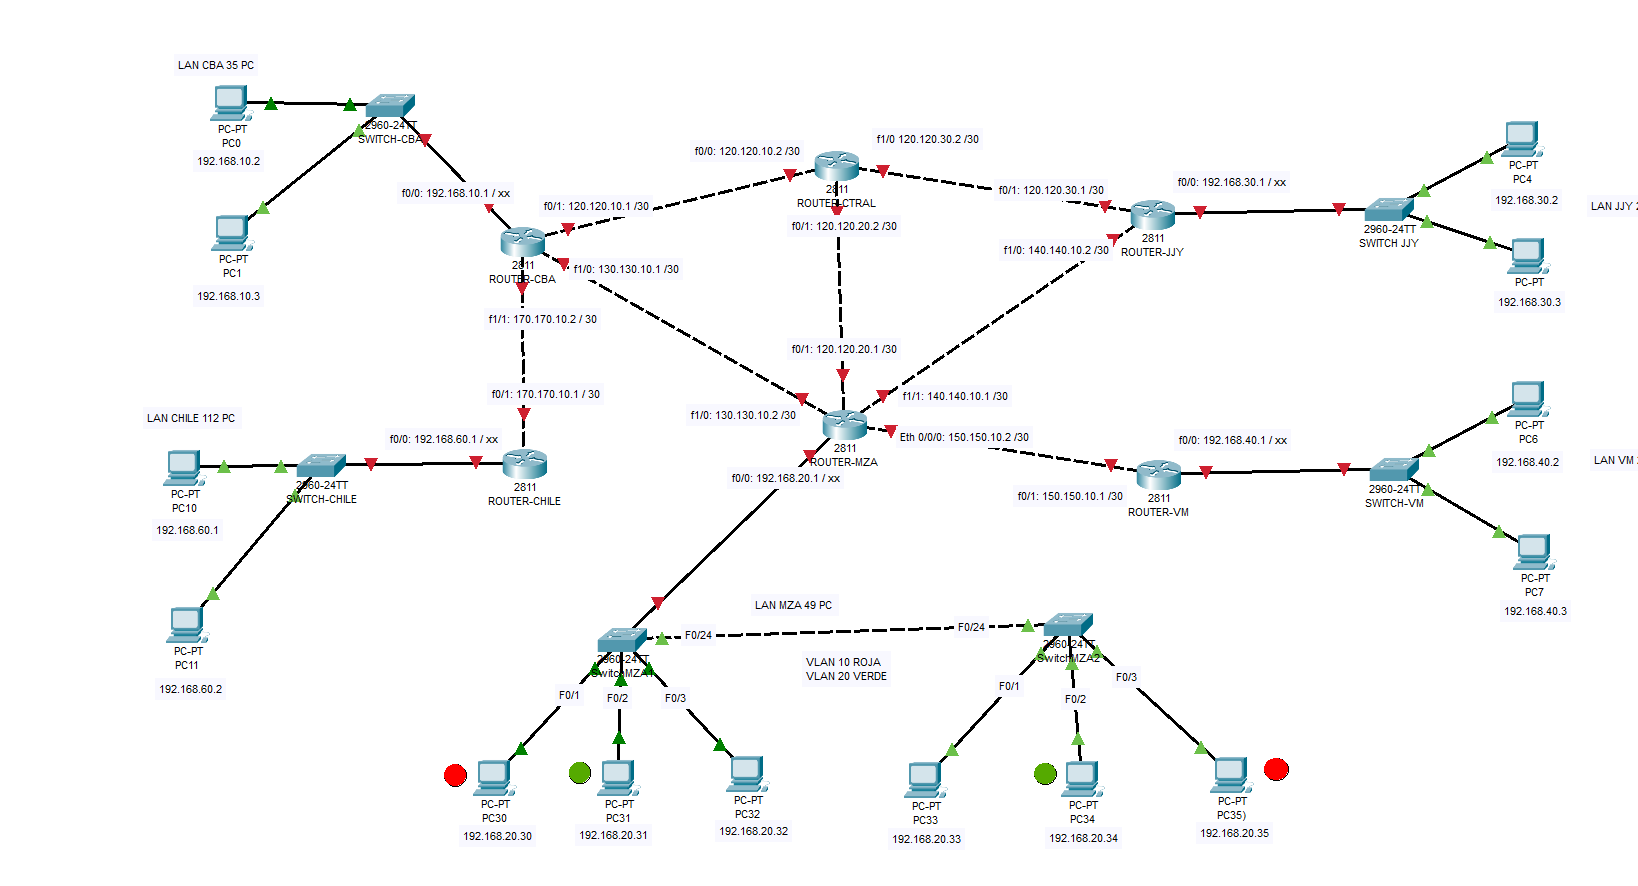 LAN CBA 35 PC
PC-PT
PC0
192.168.10.2
2960-24TT
SWITCH-CBA
PC-PT
PC1
192.168.10.3
f0/0: 192.168.10.1 / xx
f0/1: 120.120.10.1 /30
2811
ROUTER-CBA
f1/0: 130.130.10.1 /30
f1/1: 170.170.10.2 / 30
f0/0: 120.120.10.2 /30
f1/0 120.120.30.2 /30
2811
ROUTER-CTRAL
f0/1: 120.120.20.2 /30
f0/1: 120.120.30.1 /30
f0/0: 192.168.30.1 / xx
f1/0: 140.140.10.2 /30
2811
ROUTER-JJY
2960-24TT
SWITCH JJY
PC-PT
PC4
192.168.30.2
LAN JJY 2
PC-PT
192.168.30.3
f0/1: 120.120.20.1 /30
f0/1: 170.170.10.1 / 30
LAN CHILE 112 PC
f0/0: 192.168.60.1 / xx
PC-PT
PC10
192.168.60.1
2960-24TT
SWITCH-CHILE
2811
ROUTER-CHILE
PC-PT
PC11
192.168.60.2
f1/0: 130.130.10.2 /30
f1/1: 140.140.10.1 /30
Eth 0/0/0: 150.150.10.2 /30
2811
ROUTER-MZA
f0/0: 192.168.20.1 / xx
f0/1: 150.150.10.1 /30
2811
ROUTER-VM
f0/0: 192.168.40.1 / xx
2960-24TT
SWITCH-VM
PC-PT
PC6
192.168.40.2
LAN VM
PC-PT
PC7
192.168.40.3
LAN MZA 49 PC
F0/24
F0/24
2960-24TT
SwitchMZA1
2960-24TT
SwitchMZA2
VLAN 10 ROJA
VLAN 20 VERDE
F0/1
F0/2
F0/3
F0/1
F0/2
F0/3
PC-PT
PC30
192.168.20.30
PC-PT
PC31
192.168.20.31
PC-PT
PC32
192.168.20.32
PC-PT
PC33
192.168.20.33
PC-PT
PC34
192.168.20.34
PC-PT
PC35)
192.168.20.35